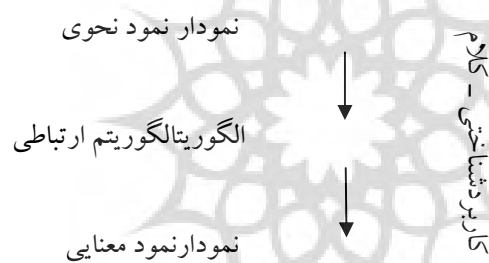 نمودار نمود نحوی
الگوریتالگوریتم ارتباطی
نمودارنمود معنایی
کاربردشناختی - کلام